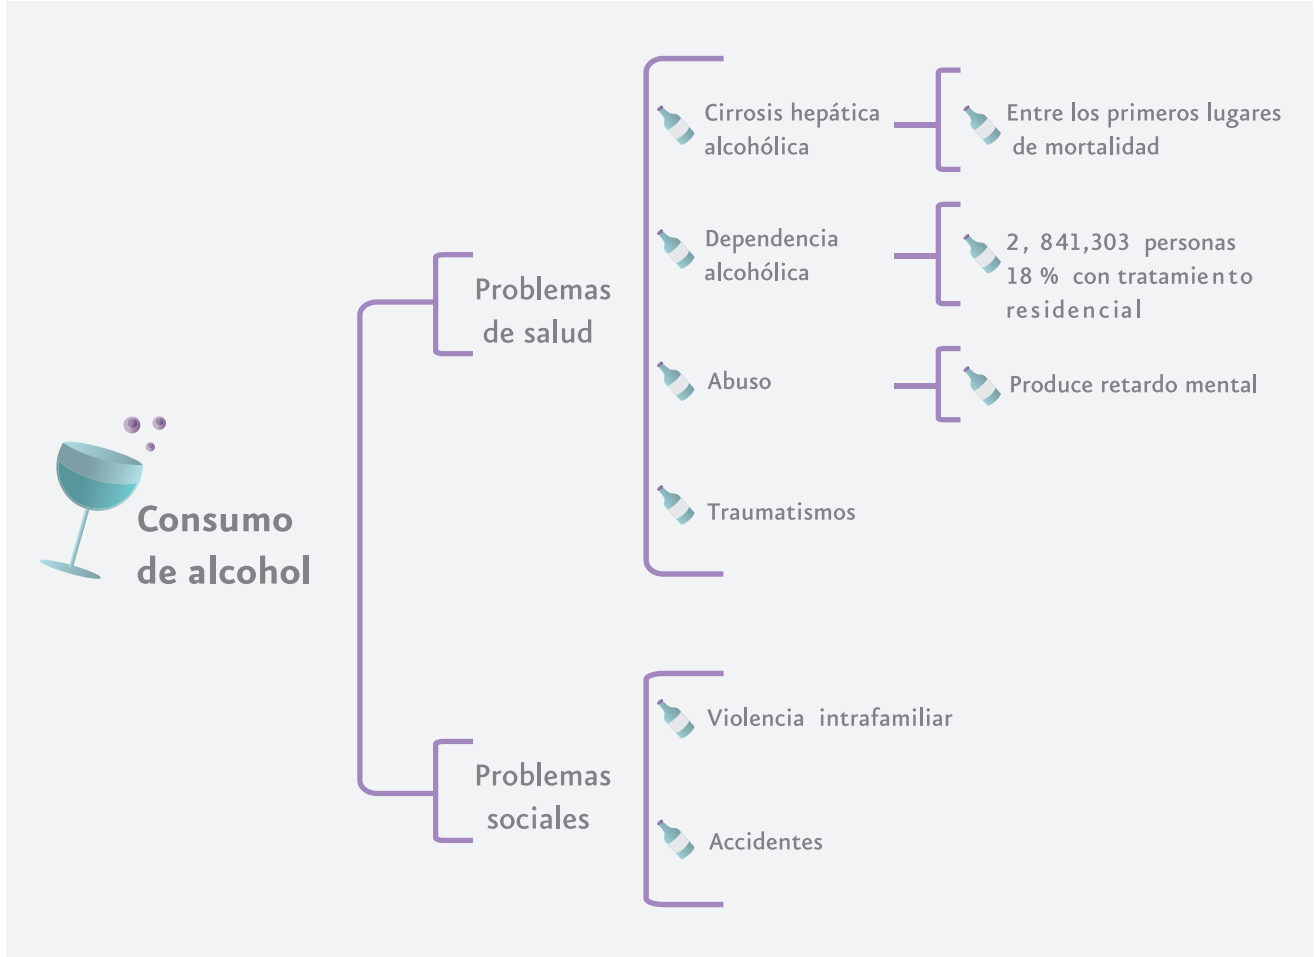 Consumo
de alcohol
Problemas
de salud
Cirrosis hepática
alcohólica
Entre los primeros lugares
de mortalidad
Dependencia
alcohólica
2, 841,303 personas
18 % con tratamiento
residencial
Abuso
Produce retardo mental
Traumatismos
Problemas
sociales
Violencia intrafamiliar
Accidentes